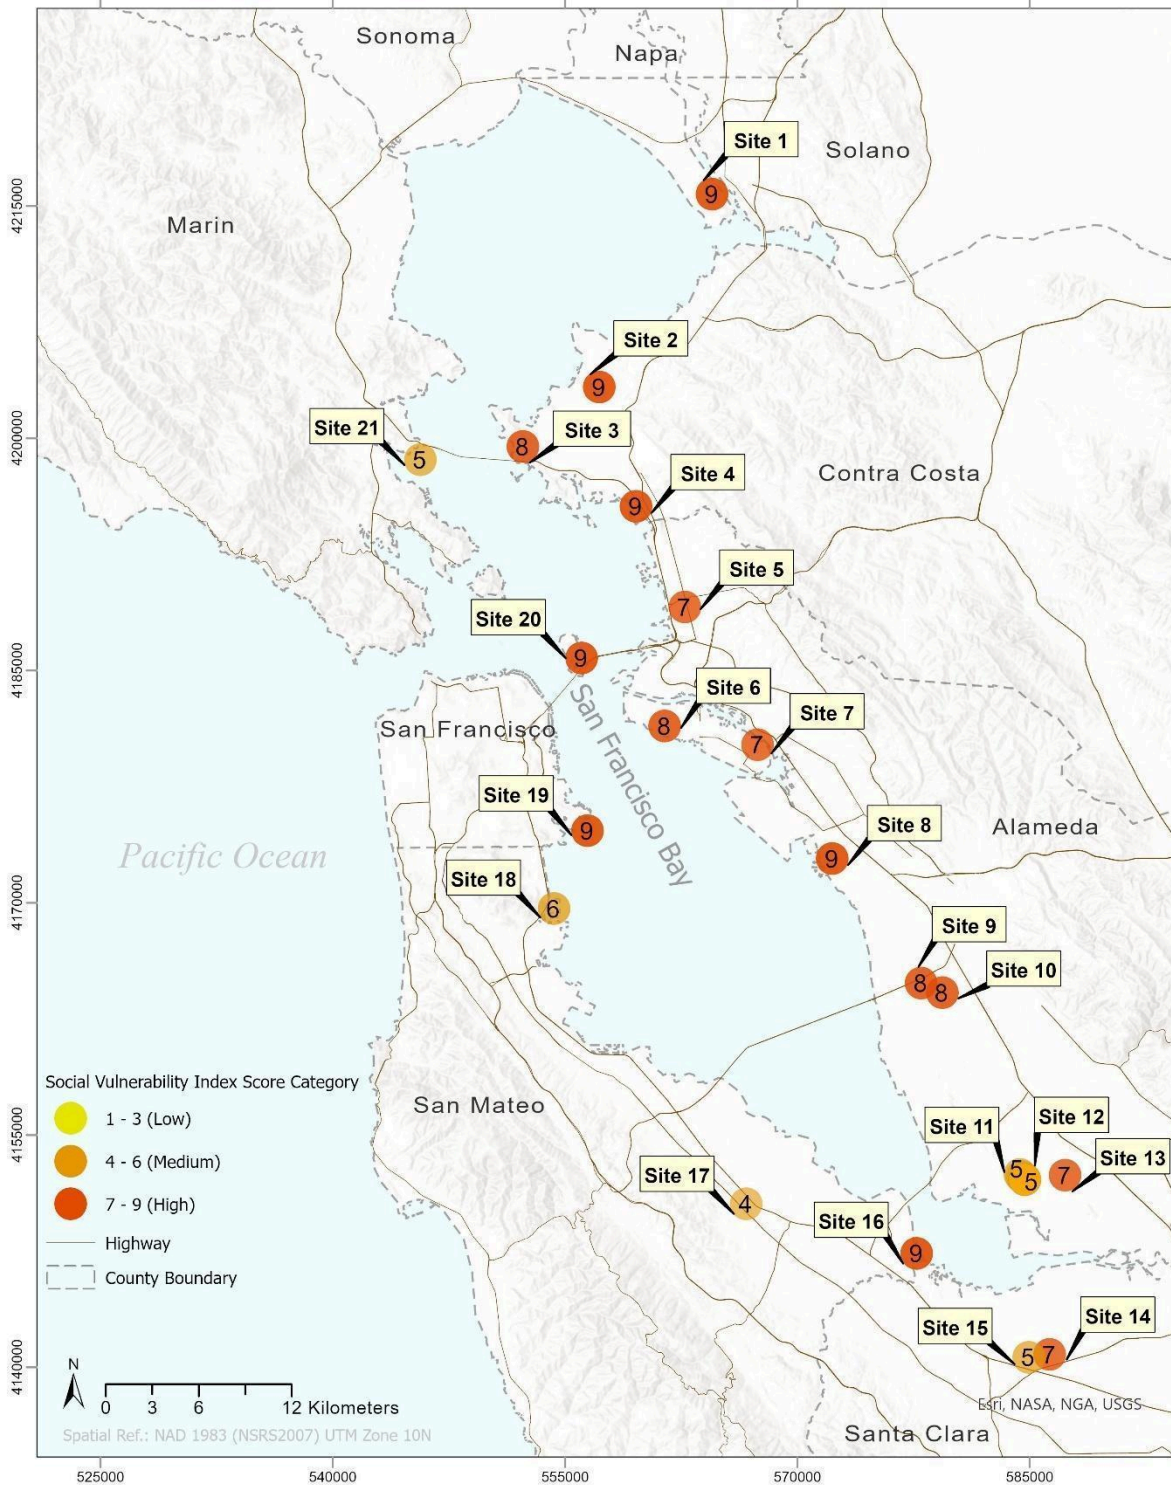 Sonoma
Napa
Site 1
Solano
9
4215000
Marin
Site 2
9
Site 21
Site 3
8
4200000
5
Site 4
Contra Costa
9
Site 5
7
Site 20
9
4185000
Site 6
San Francisco
San Francisco Bay
8
Site 7
7
Site 19
9
Site 8
Alameda
9
Pacific Ocean
Site 18
6
4170000
Site 9
8
Site 10
8
Social Vulnerability Index Score Category
1 - 3 (Low)
4 - 6 (Medium)
7 - 9 (High)
Highway
County Boundary
San Mateo
4155000
Site 11
Site 12
5
5
Site 13
7
Site 17
4
Site 16
9
Site 15
Site 14
5
7
4140000
N
0 3 6 12 Kilometers
Spatial Ref.: NAD 1983 (NSRS2007) UTM Zone 10N
Esri, NASA, NGA, USGS
Santa Clara
525000 540000 555000 570000 585000